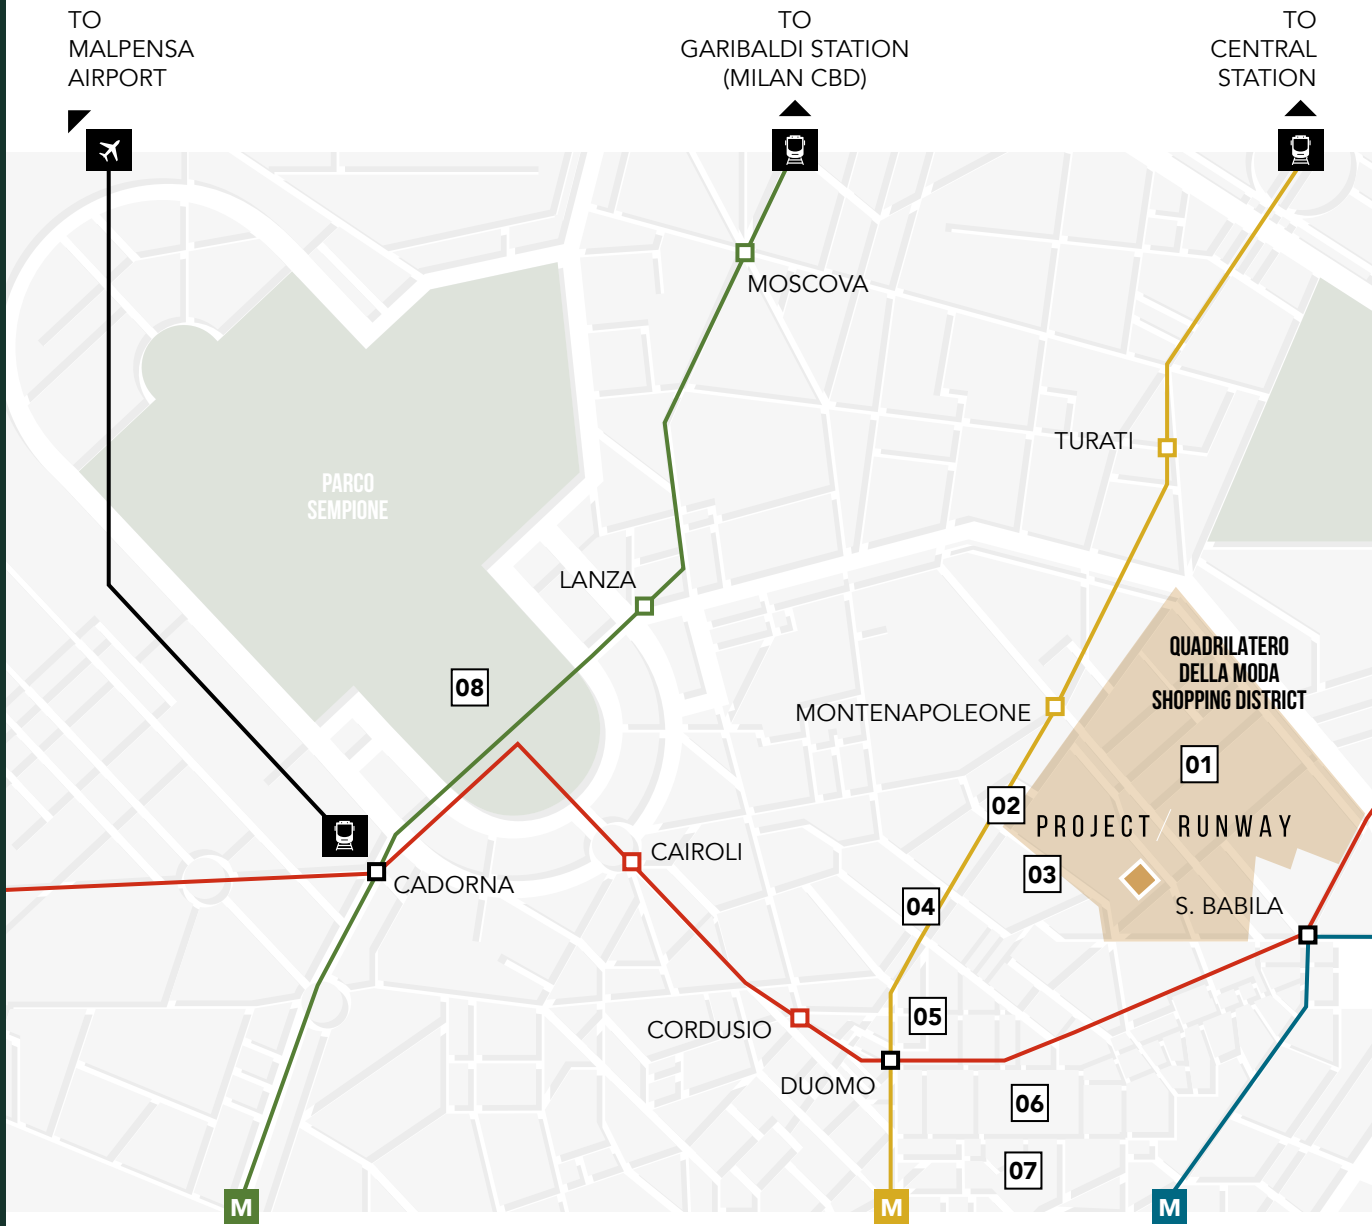 TO
MALPENSA
AIRPORT
TO
GARIBALDI STATION
(MILAN CBD)
TO
CENTRAL
STATION
MOSCOVA
TURATI
PARCO
SEMPIONE
LANZA
QUADRILATERO
DELLA MODA
SHOPPING DISTRICT
08
MONTENAPOLEONE
01
02
PROJECT / RUNWAY
CAIROLI
03
CADORNA
04
S. BABILA
05
CORDUSIO
DUOMO
06
07
M
M
M